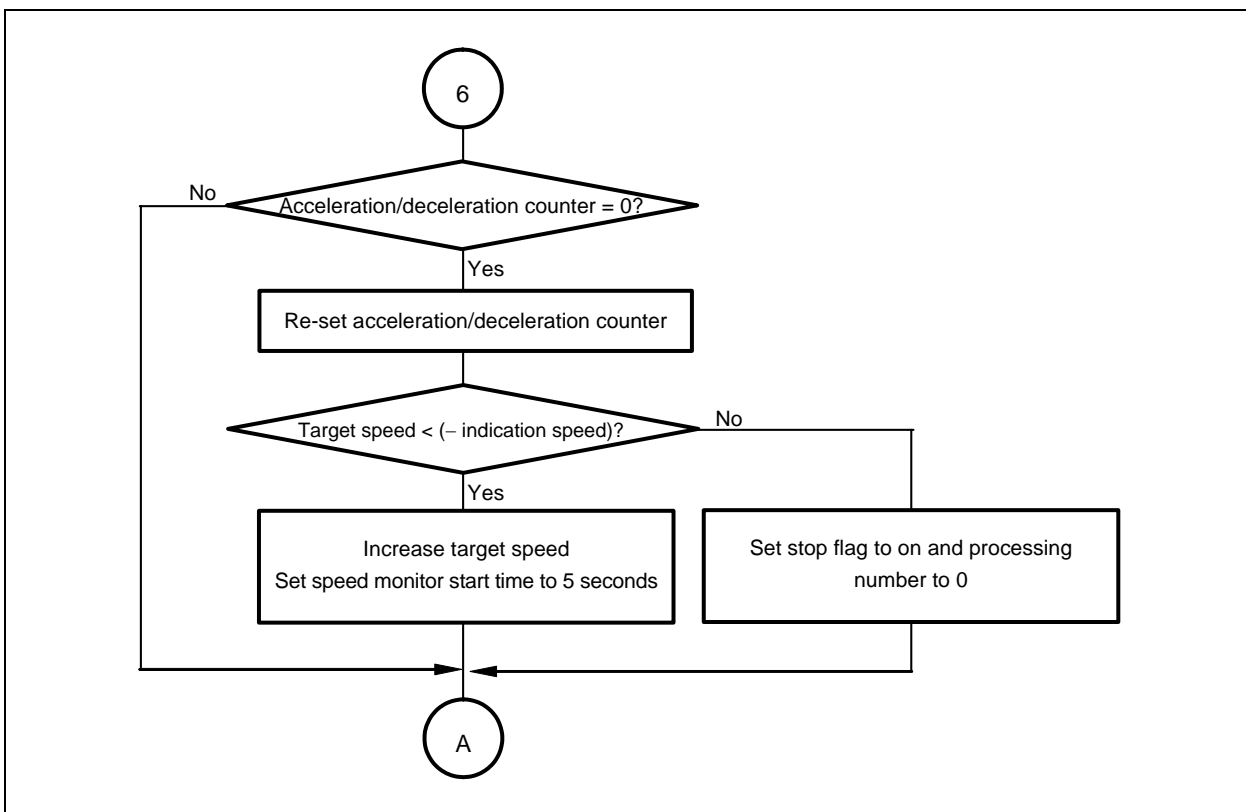 6
No
Acceleration/deceleration counter = 0?
Yes
Re-set acceleration/deceleration counter
Target speed < (– indication speed)?
No
Yes
Increase target speed
Set speed monitor start time to 5 seconds
Set stop flag to on and processing
number to 0
A